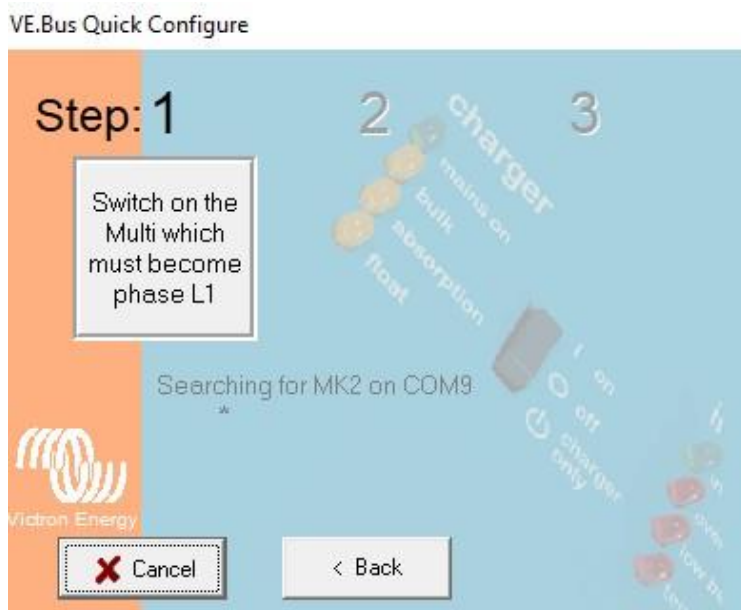 VE.Bus Quick Configure
Step: 1 2 3
Switch on the
Multi which
must become
phase L1
charger
mains on
bulk
absorption
float
Searching for MK2 on COM9
*
I on
O off
charger
only
Victron Energy
Cancel
< Back